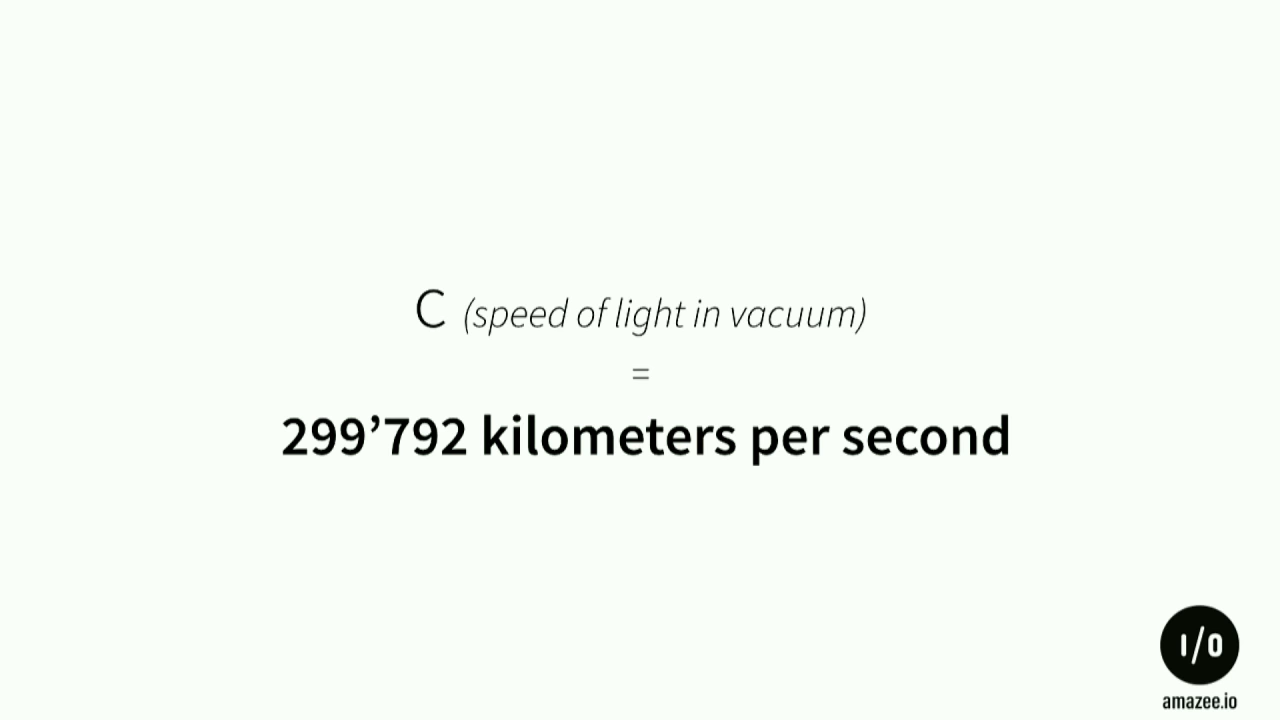 C (speed of light in vacuum)
=
299’792 kilometers per second
I/O
amazee.io